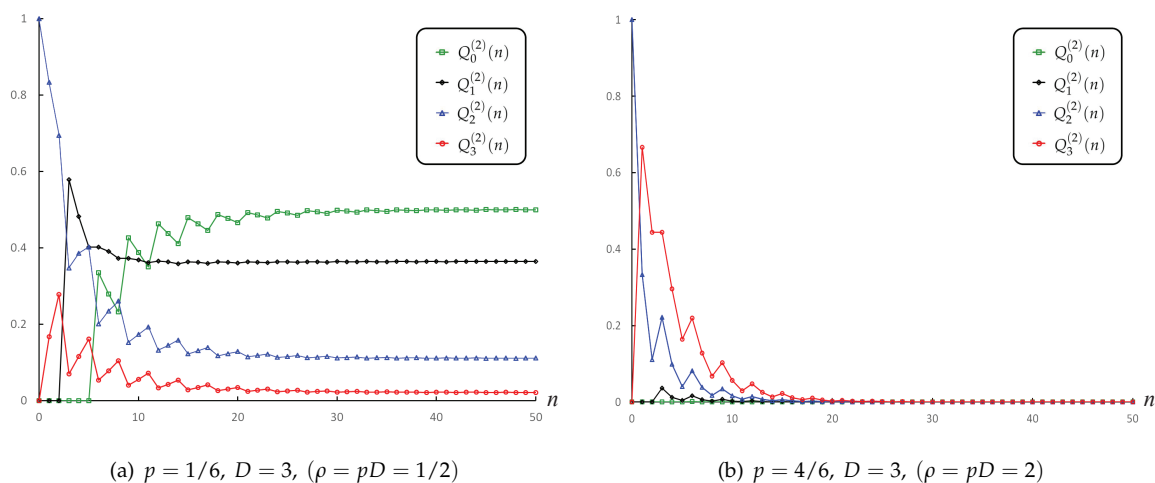 1
0.8
0.6
0.4
0.2
0
0 10 20 30 40 50 n
Q_0^{(2)}(n)
Q_1^{(2)}(n)
Q_2^{(2)}(n)
Q_3^{(2)}(n)
(a) p = 1/6, D = 3, (ρ = pD = 1/2)
1
0.8
0.6
0.4
0.2
0
0 10 20 30 40 50 n
Q_0^{(2)}(n)
Q_1^{(2)}(n)
Q_2^{(2)}(n)
Q_3^{(2)}(n)
(b) p = 4/6, D = 3, (ρ = pD = 2)